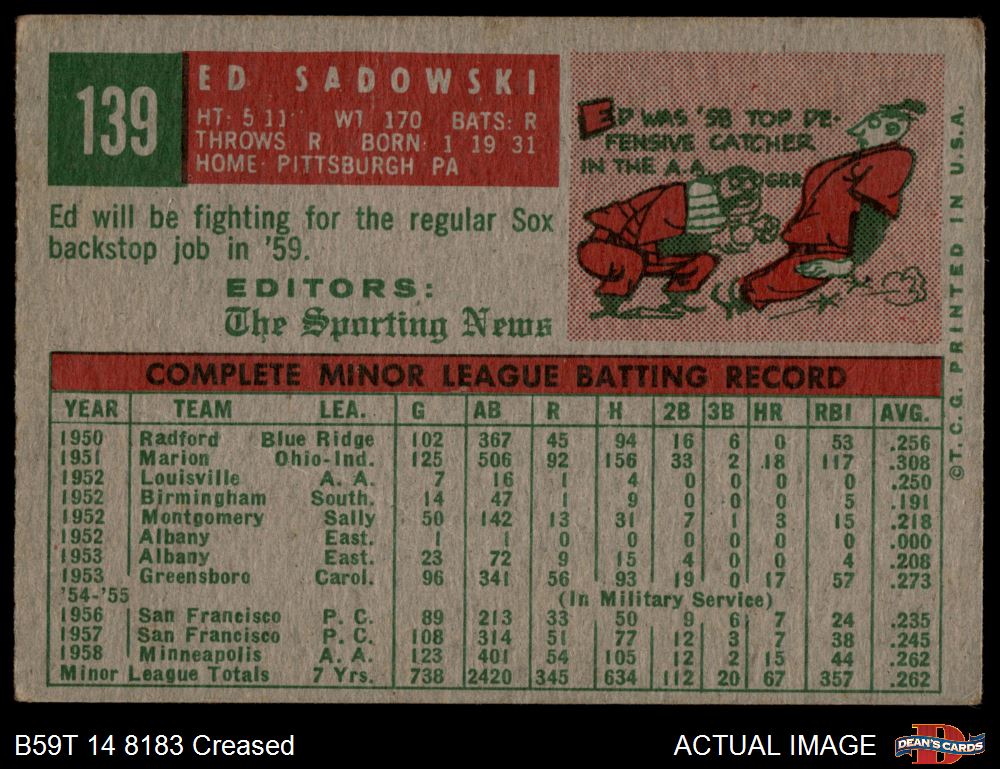 139
ED SADOWSKI
HT: 5 11" WT 170 BATS: R
THROWS R BORN: 1 19 31
HOME: PITTSBURGH PA
Ed will be fighting for the regular Sox
backstop job in '59.
EDITORS:
The Sporting News
ED WAS '58 TOP DE-
FENSIVE CATCHER
IN THE A.A.
GRR
©T. C. G. PRINTED IN U.S.A.
COMPLETE MINOR LEAGUE BATTING RECORD
YEAR TEAM LEA. G AB R H 2B 3B HR RBI AVG.
1950 Radford Blue Ridge 102 367 45 94 16 6 0 53 .256
1951 Marion Ohio-Ind. 125 506 92 156 33 2 18 117 .308
1952 Louisville A. A. 7 16 1 4 0 0 0 0 .250
1952 Birmingham South. 14 47 1 9 0 0 0 5 .191
1952 Montgomery Sally 50 142 13 31 7 1 3 15 .218
1952 Albany East. 1 1 0 0 0 0 0 0 .000
1953 Albany East. 23 72 9 15 4 0 0 4 .208
1953 Greensboro Carol. 96 341 56 93 19 0 17 57 .273
'54-'55 (In Military Service)
1956 San Francisco P. C. 89 213 33 50 9 6 7 24 .235
1957 San Francisco P. C. 108 314 51 77 12 3 7 38 .245
1958 Minneapolis A. A. 123 401 54 105 12 2 15 44 .262
Minor League Totals 7 Yrs. 738 2420 345 634 112 20 67 357 .262
B59T 14 8183 Creased
ACTUAL IMAGE
D
DEAN'S CARDS